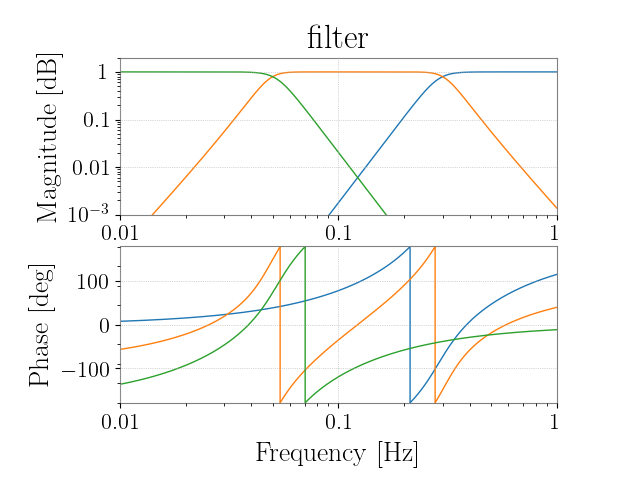 filter
Magnitude [dB]
1
0.1
0.01
10⁻³
0.01 0.1 1
Phase [deg]
100
0
−100
0.01 0.1 1
Frequency [Hz]